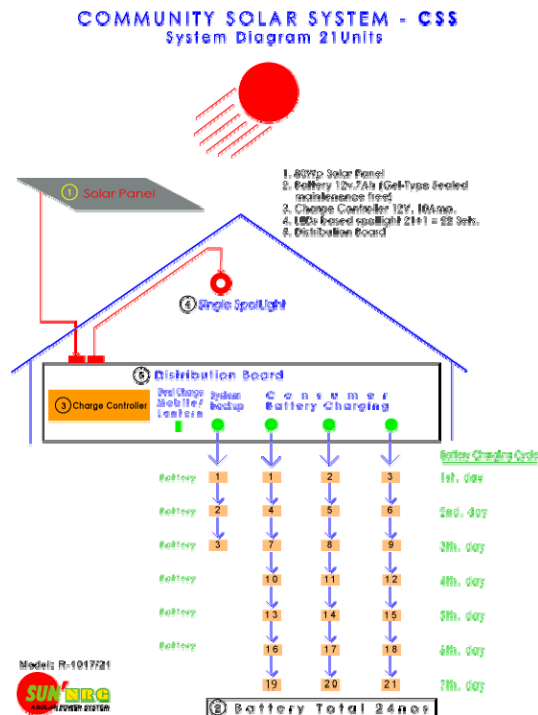 COMMUNITY SOLAR SYSTEM - CSS
System Diagram 21Units
1. 80Wp Solar Panel
2. Battery 12v.7Ah (Gel-Type Sealed
maintenence free)
3. Charge Controller 12V, 10Amp.
4. LEDs based spotlight 21+1 = 22 Sets.
5. Distribution Board
1 Solar Panel
4 Single SpotLight
5 Distribution Board
3 Charge Controller
Mobile/
Lantern
System
backup
Consumer
Battery Charging
Battery Charging Cycle
Battery 1 1 2 3 1st. day
Battery 2 4 5 6 2nd. day
Battery 3 7 8 9 3th. day
Battery 10 11 12 4th. day
Battery 13 14 15 5th. day
Battery 16 17 18 6th. day
19 20 21 7th. day
Model: R-1017/21
SUN'NRG
A SOLAR POWER SYSTEM
2 Battery Total 24nos